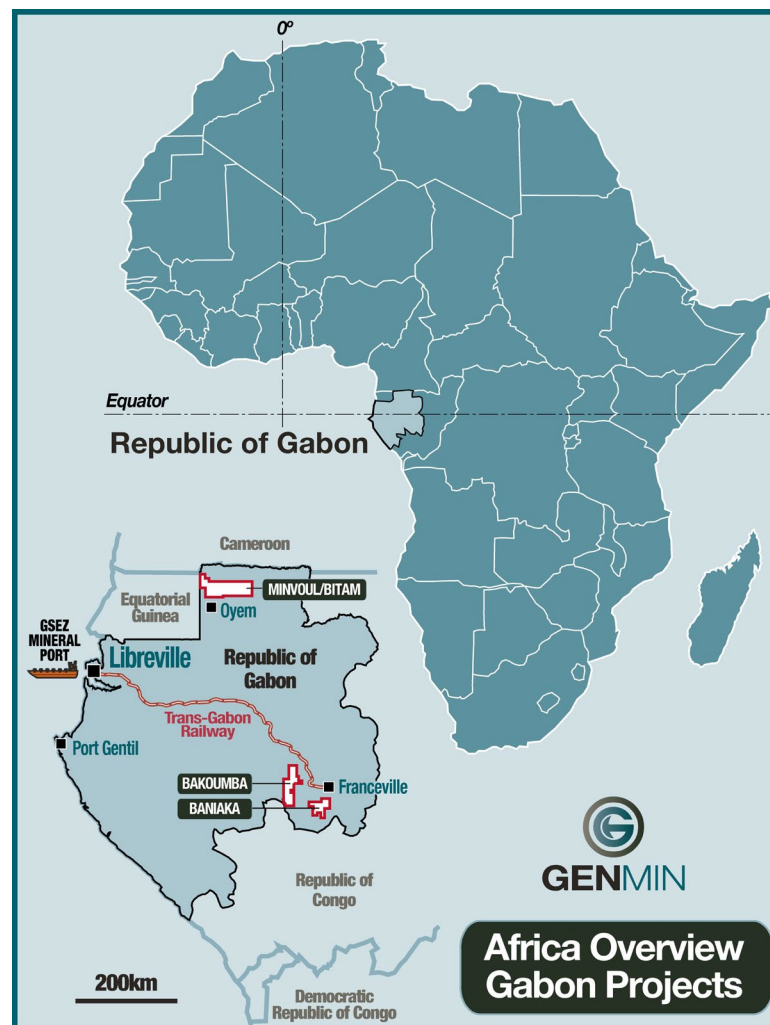 0°
Equator
Republic of Gabon
Cameroon
MINVOUL/BITAM
Equatorial
Guinea
Oyem
GSEZ
MINERAL
PORT
Libreville
Republic of
Gabon
Trans-Gabon
Railway
Port Gentil
BAKOUMBA
Franceville
BANIAKA
GENMIN
Republic of
Congo
Africa Overview
Gabon Projects
200km
Democratic
Republic of Congo